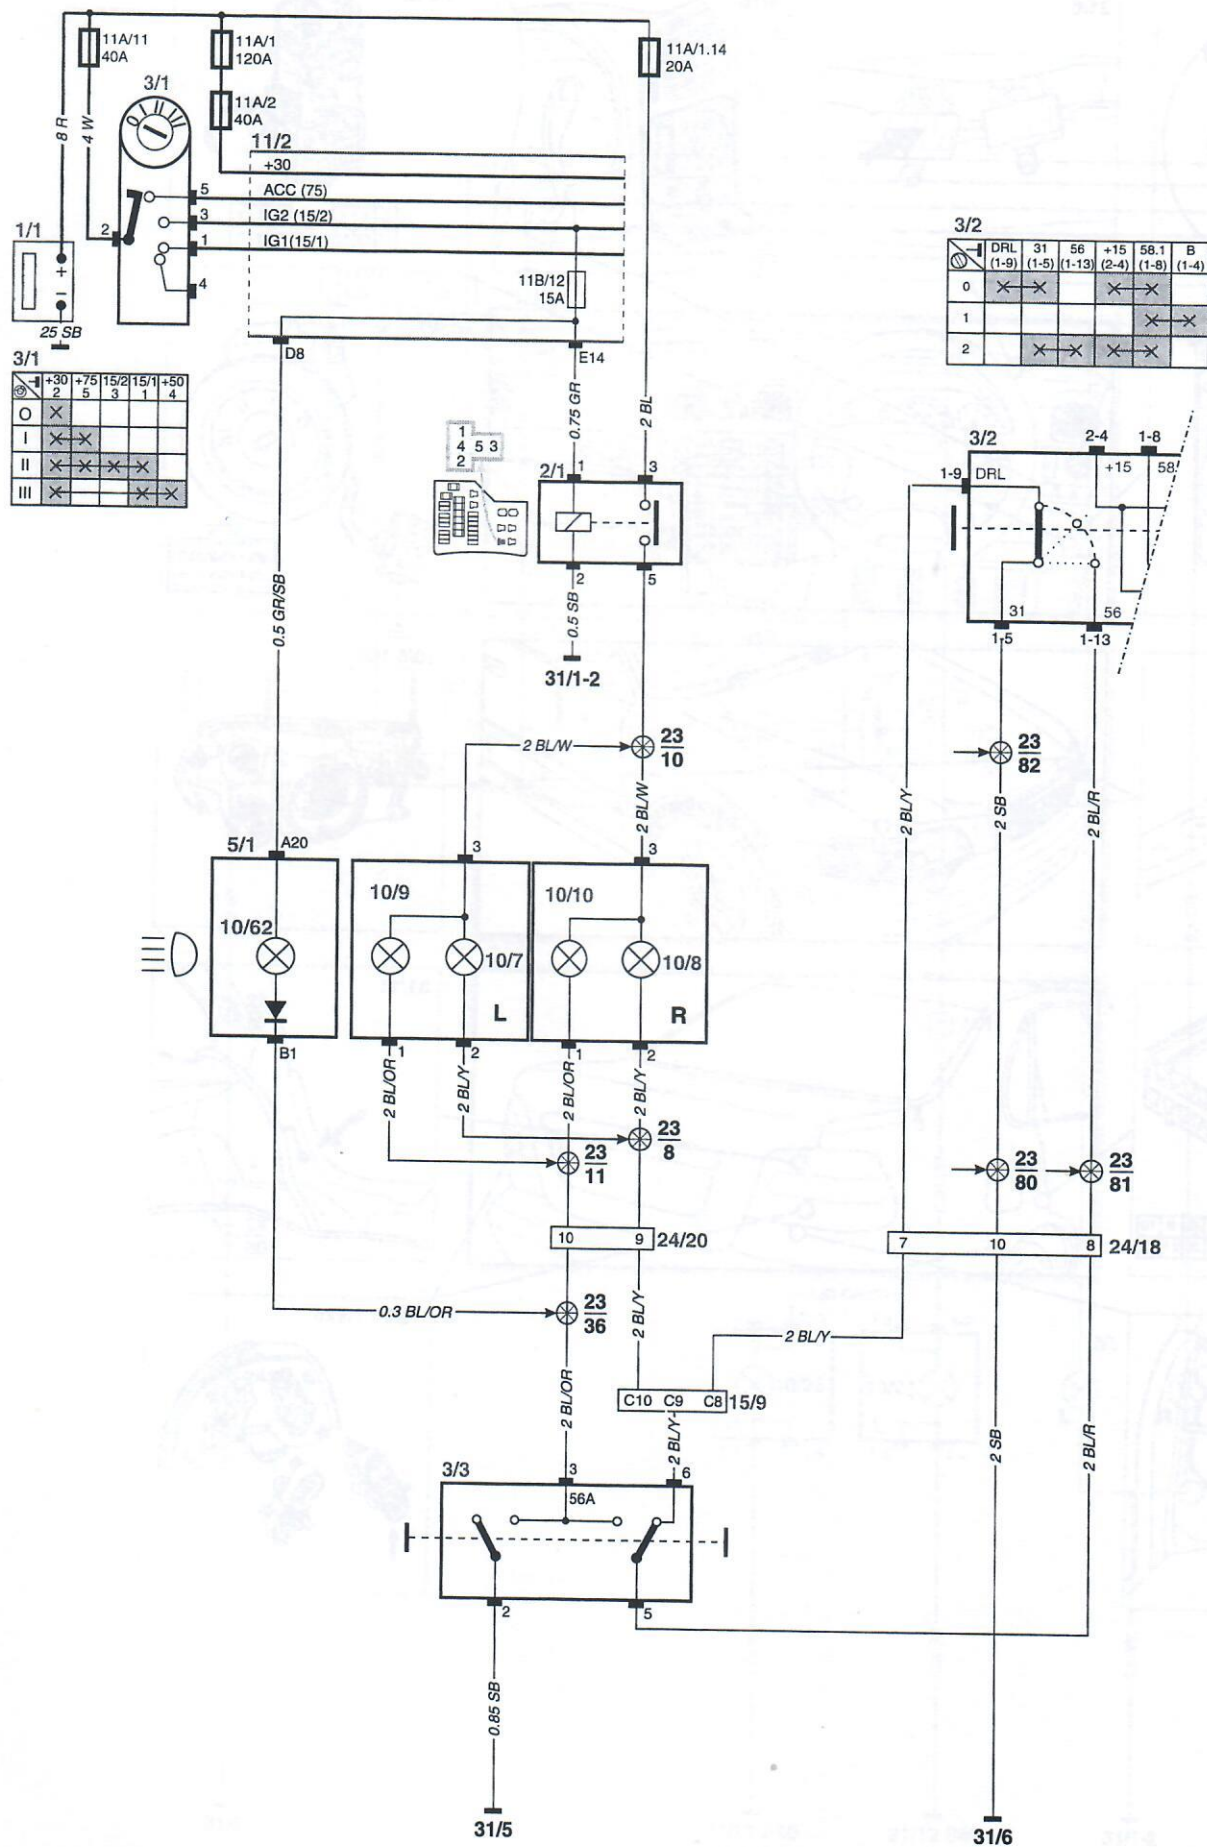 11A/11
40A
11A/1
120A
11A/1.14
20A
3/1
0 I II III
11A/2
40A
8 R
4 W
11/2
+30
5
ACC (75)
3
IG2 (15/2)
1
IG1(15/1)
2
4
1/1
+
−
25 SB
11B/12
15A
D8
E14
3/2
DRL 31 56 +15 58.1 B
(1-9) (1-5) (1-13) (2-4) (1-8) (1-4)
0
1
2
3/1
+30 +75 15/2 15/1 +50
2 5 3 1 4
O
I
II
III
0.75 GR
2 BL
1
4 5 3
2
2/1
1
3
2
5
0.5 SB
31/1-2
0.5 GR/SB
3/2
2-4
1-8
1-9
DRL
+15
58.
31
56
1-5
1-13
2 BL/W
23
10
2 BL/W
23
82
2 BL/Y
2 SB
2 BL/R
5/1
A20
3
3
10/9
10/10
10/62
10/7
10/8
L
R
B1
1
2
1
2
2 BL/OR
2 BL/Y
2 BL/OR
2 BL/Y
23
8
23
11
23
80
23
81
10 9 24/20
7 10 8 24/18
0.3 BL/OR
23
36
2 BL/Y
2 BL/Y
C10 C9 C8 15/9
2 BL/OR
2 BL/Y
2 SB
2 BL/R
3/3
3
6
56A
2
5
0.85 SB
31/5
31/6